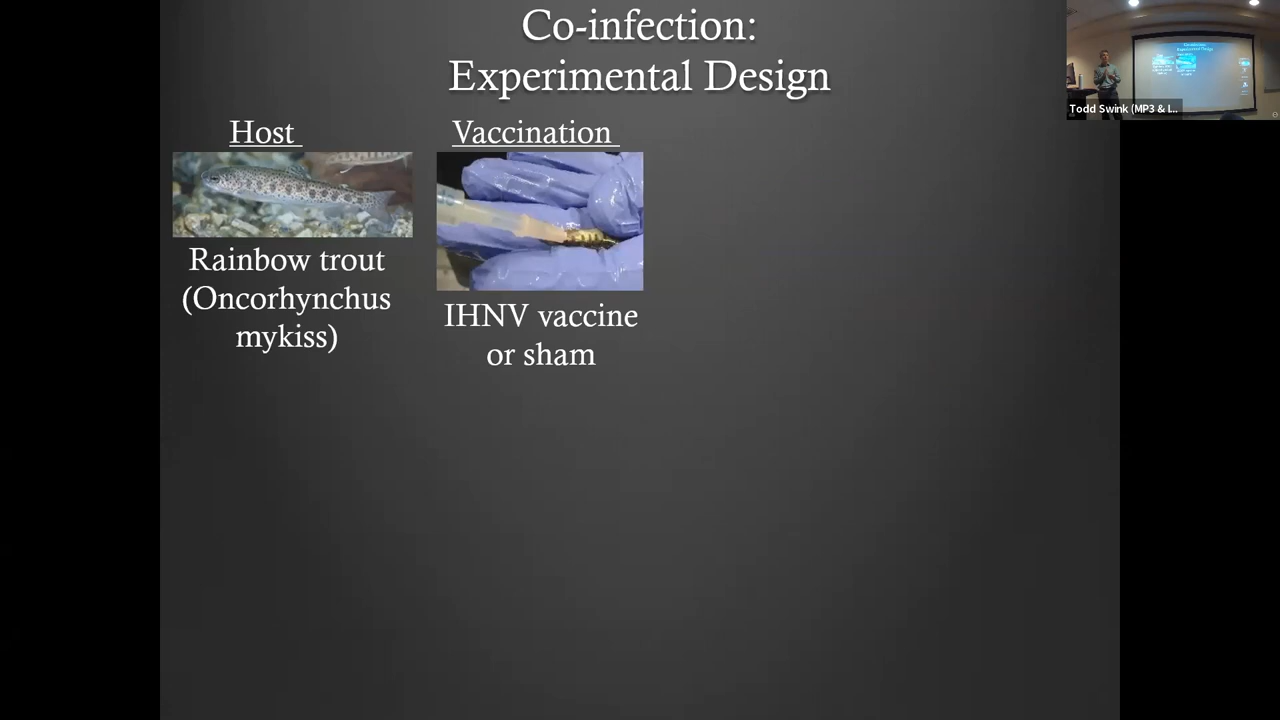 Co-infection:
Experimental Design
Host
Vaccination
Rainbow trout
(Oncorhynchus
mykiss)
IHNV vaccine
or sham
Todd Swink (MP3 & I...